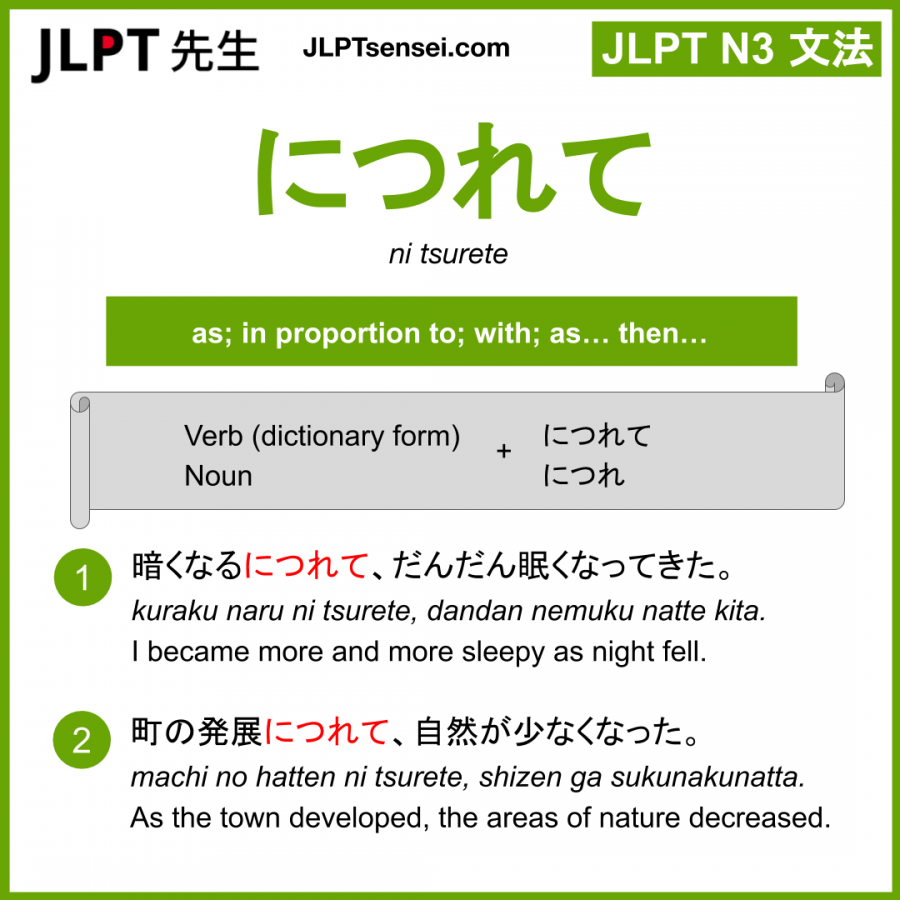 JLPT 先生 JLPTsensei.com JLPT N3 文法
につれて
ni tsurete
as; in proportion to; with; as… then…
Verb (dictionary form) + につれて
Noun につれ
1 暗くなるにつれて、だんだん眠くなってきた。
kuraku naru ni tsurete, dandan nemuku natte kita.
I became more and more sleepy as night fell.
2 町の発展につれて、自然が少なくなった。
machi no hatten ni tsurete, shizen ga sukunakunatta.
As the town developed, the areas of nature decreased.